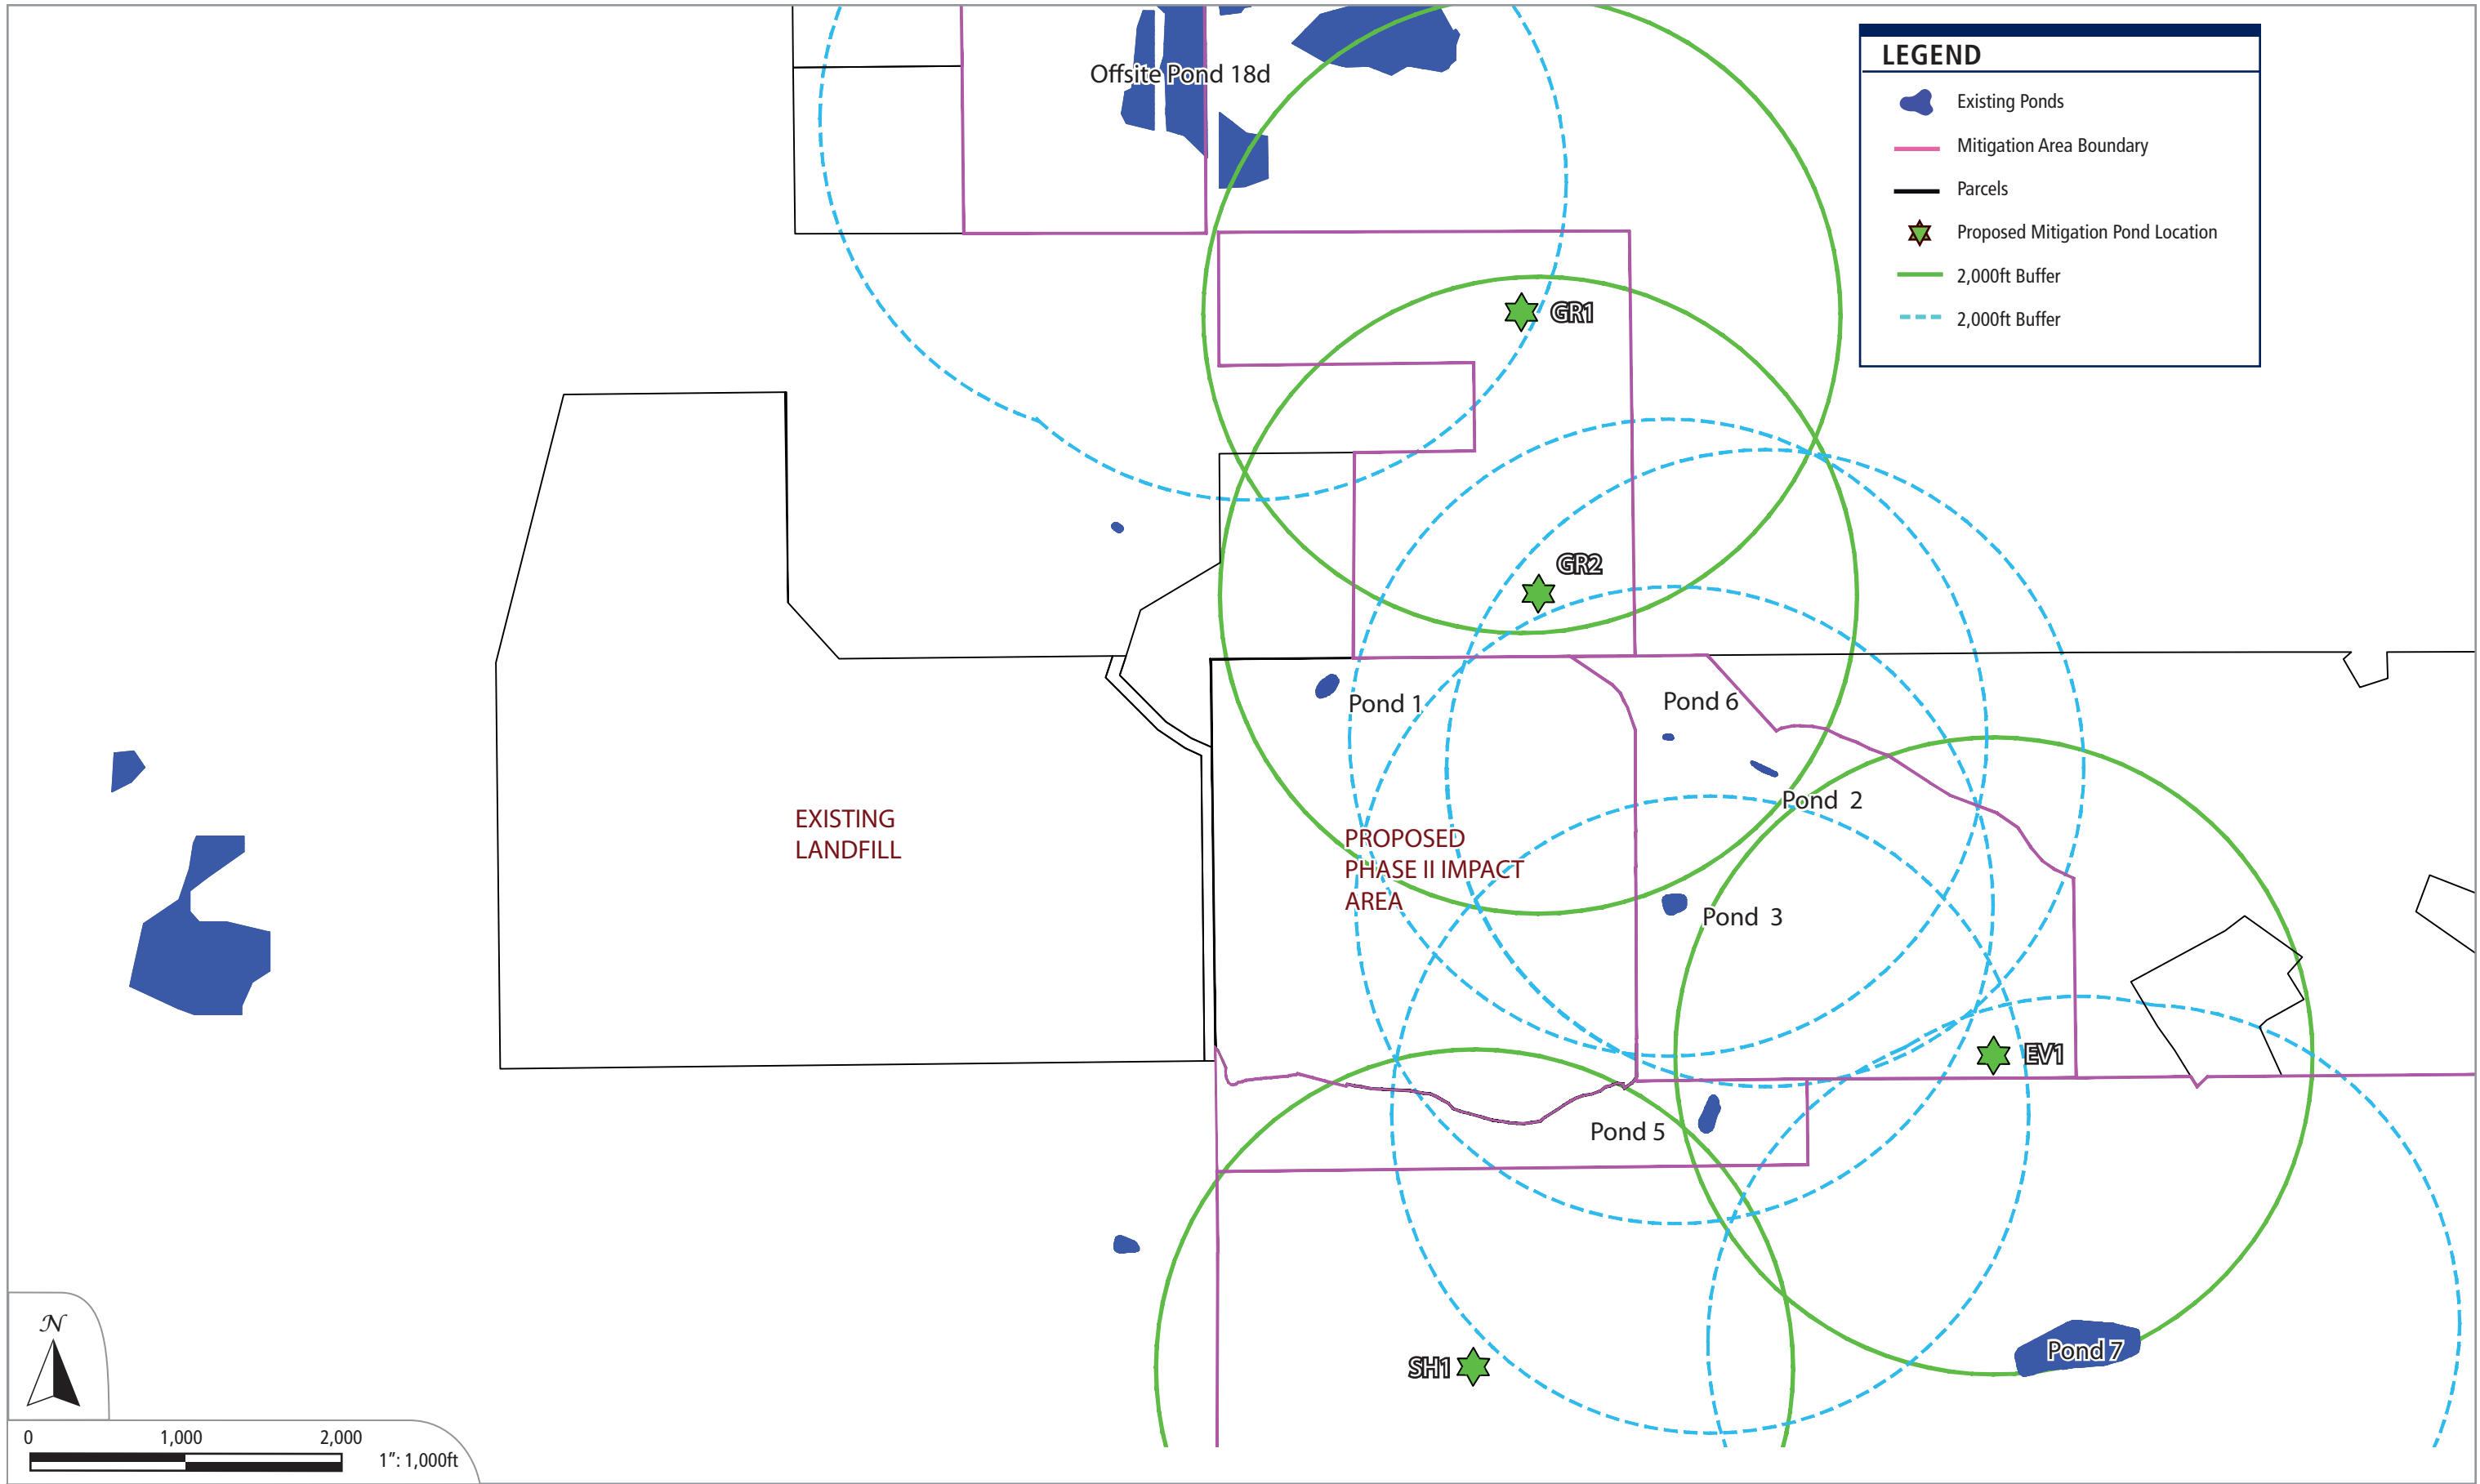 Offsite Pond 18d
LEGEND
Existing Ponds
Mitigation Area Boundary
Parcels
Proposed Mitigation Pond Location
2,000ft Buffer
2,000ft Buffer
GR1
GR2
Pond 1
Pond 6
Pond 2
EXISTING
LANDFILL
PROPOSED
PHASE II IMPACT
AREA
Pond 3
EV1
Pond 5
Pond 7
SH1
N
0 1,000 2,000
1": 1,000ft